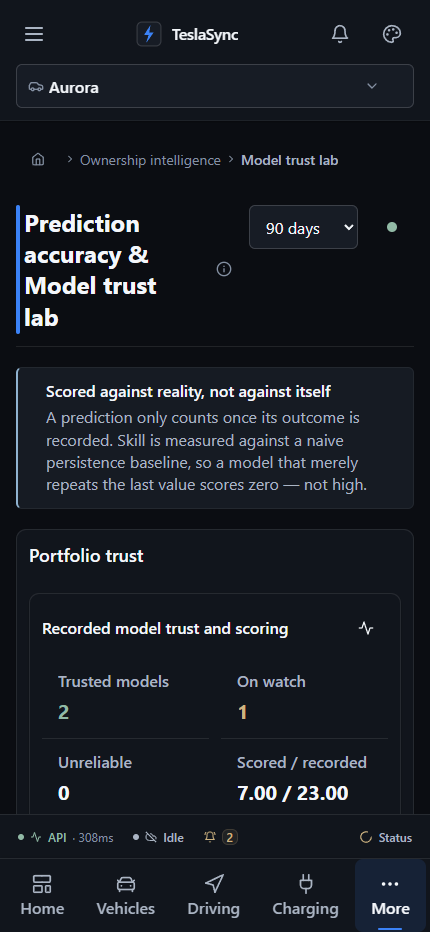 TeslaSync
Aurora
Ownership intelligence Model trust lab
Prediction
accuracy &
Model trust
lab
90 days
Scored against reality, not against itself
A prediction only counts once its outcome is
recorded. Skill is measured against a naive
persistence baseline, so a model that merely
repeats the last value scores zero — not high.
Portfolio trust
Recorded model trust and scoring
Trusted models
2
On watch
1
Unreliable
0
Scored / recorded
7.00 / 23.00
API · 308ms Idle 2 Status
Home Vehicles Driving Charging More